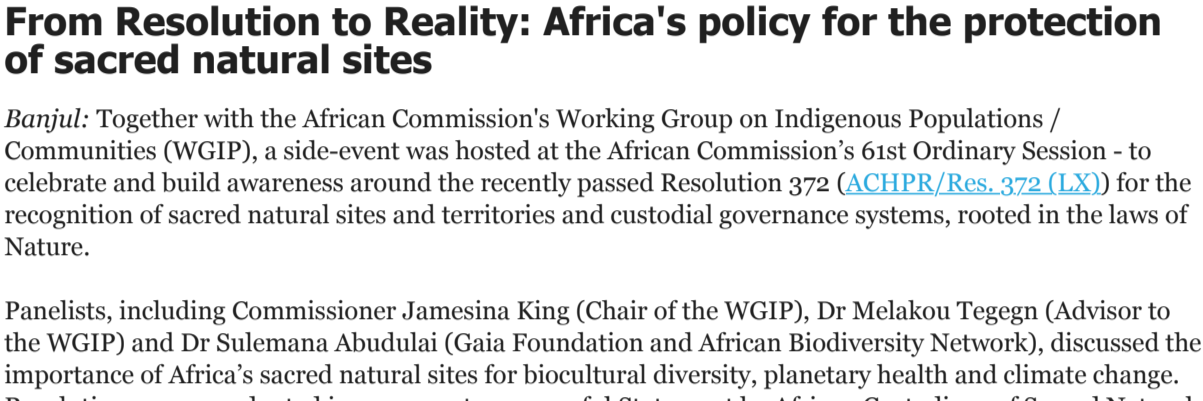 From Resolution to Reality: Africa's policy for the protection
of sacred natural sites
Banjul: Together with the African Commission's Working Group on Indigenous Populations /
Communities (WGIP), a side-event was hosted at the African Commission’s 61st Ordinary Session - to
celebrate and build awareness around the recently passed Resolution 372 (ACHPR/Res. 372 (LX)) for the
recognition of sacred natural sites and territories and custodial governance systems, rooted in the laws of
Nature.
Panelists, including Commissioner Jamesina King (Chair of the WGIP), Dr Melakou Tegegn (Advisor to
the WGIP) and Dr Sulemana Abudulai (Gaia Foundation and African Biodiversity Network), discussed the
importance of Africa’s sacred natural sites for biocultural diversity, planetary health and climate change.